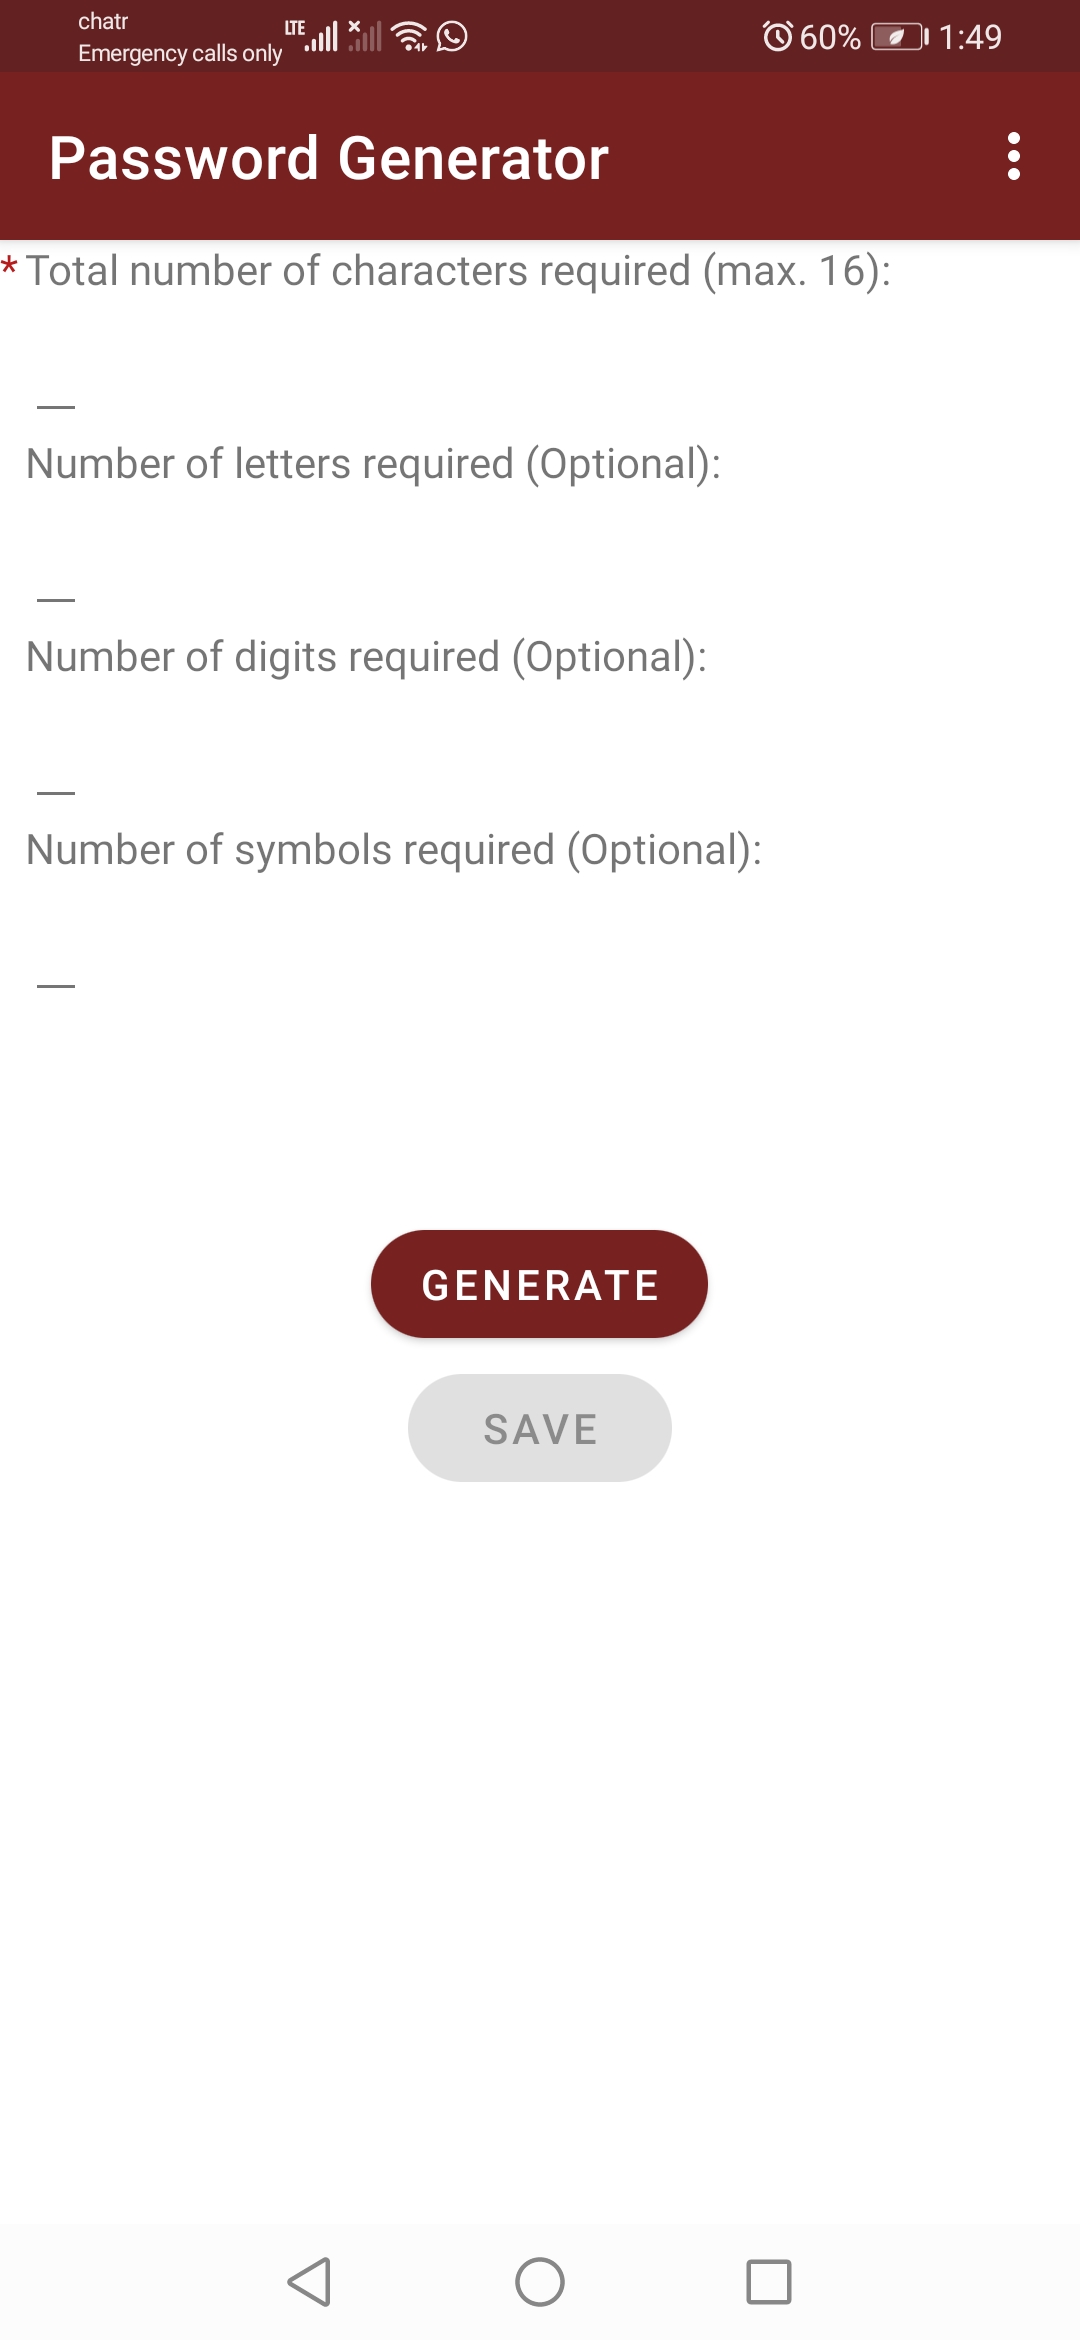 chatr
Emergency calls only LTE 60% 1:49
Password Generator
* Total number of characters required (max. 16):
Number of letters required (Optional):
Number of digits required (Optional):
Number of symbols required (Optional):
GENERATE
SAVE